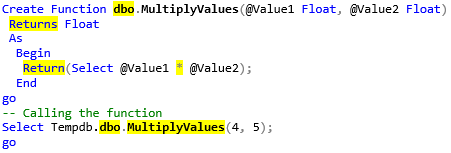 Create Function dbo.MultiplyValues(@Value1 Float, @Value2 Float)
Returns Float
As
Begin
Return(Select @Value1 * @Value2);
End
go
-- Calling the function
Select Tempdb.dbo.MultiplyValues(4, 5);
go